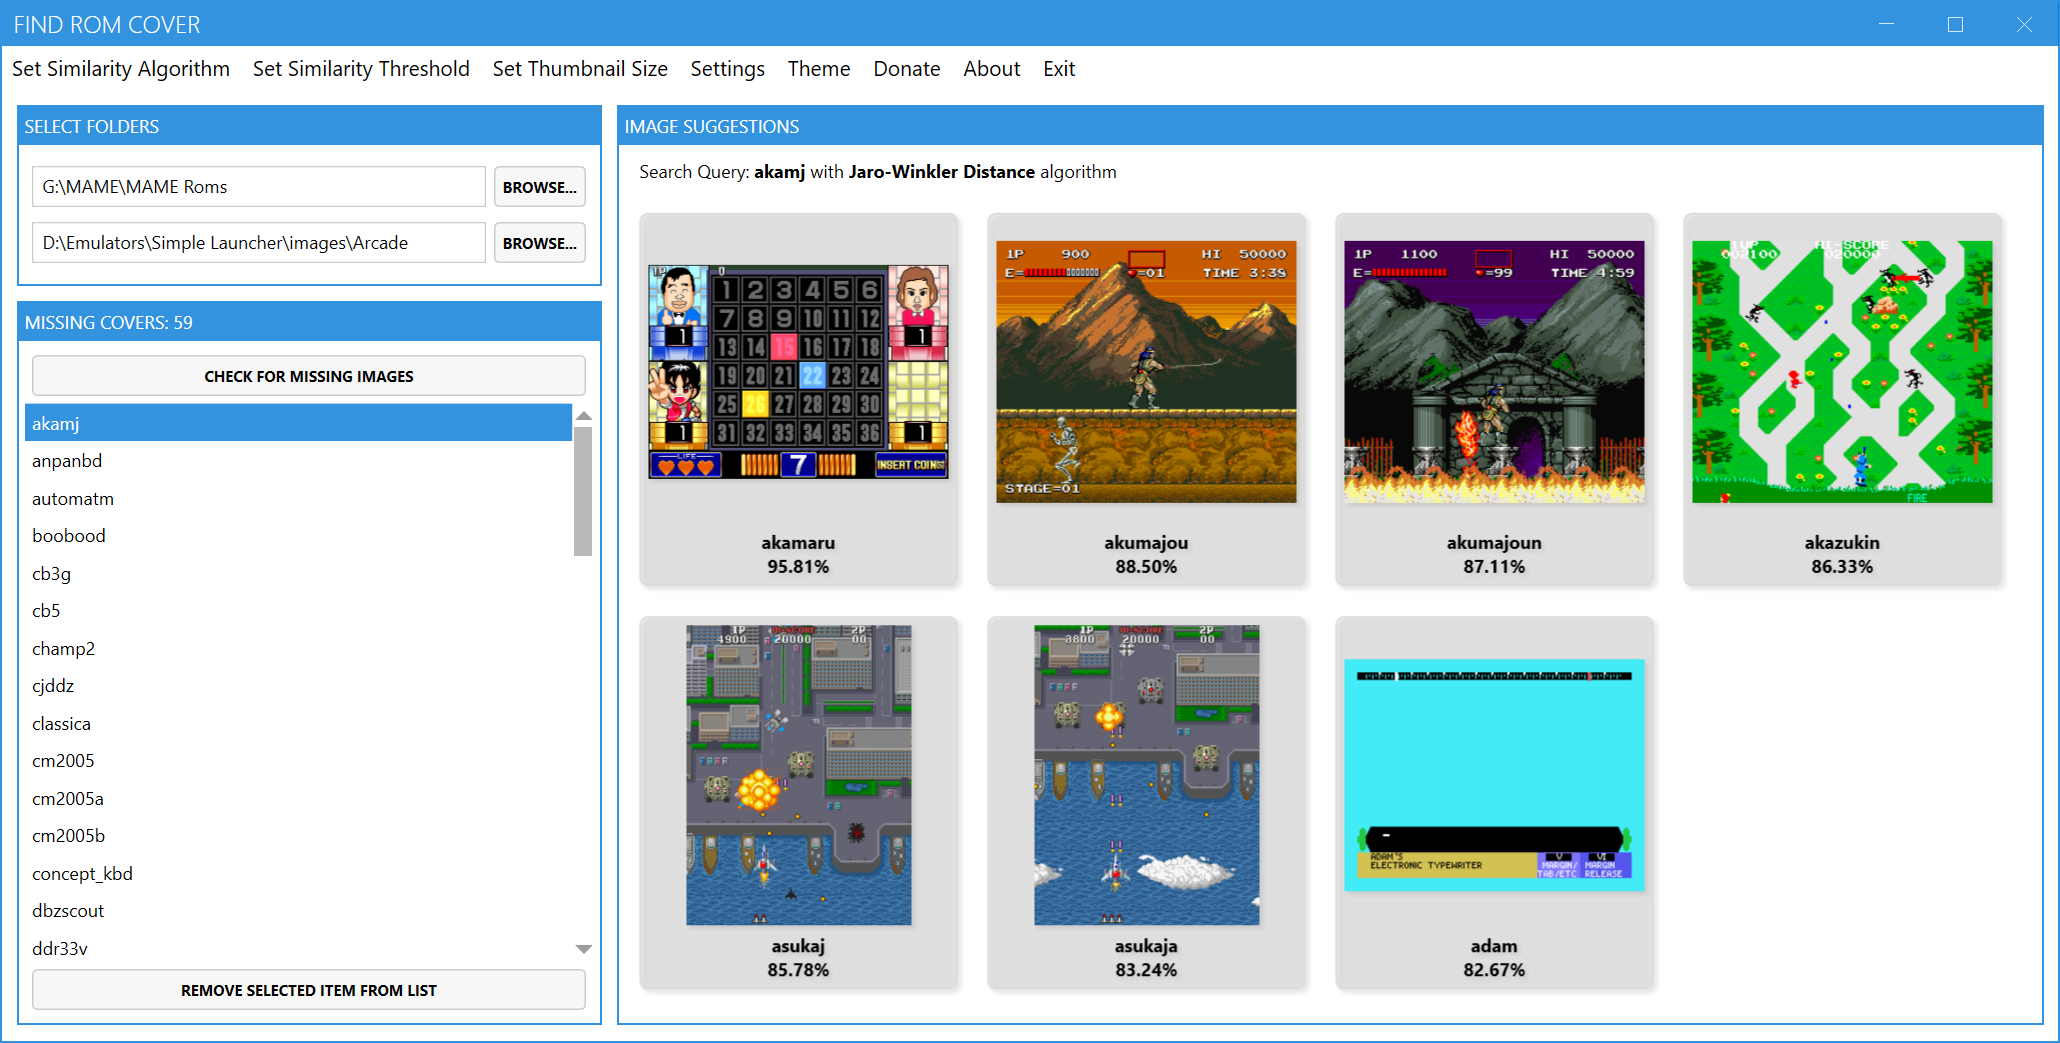 FIND ROM COVER
Set Similarity Algorithm Set Similarity Threshold Set Thumbnail Size Settings Theme Donate About Exit
SELECT FOLDERS
G:\MAME\MAME Roms
BROWSE...
D:\Emulators\Simple Launcher\images\Arcade
BROWSE...
MISSING COVERS: 59
CHECK FOR MISSING IMAGES
akamj
anpanbd
automatm
boobood
cb3g
cb5
champ2
cjddz
classica
cm2005
cm2005a
cm2005b
concept_kbd
dbzscout
ddr33v
REMOVE SELECTED ITEM FROM LIST
IMAGE SUGGESTIONS
Search Query: akamj with Jaro-Winkler Distance algorithm
1P 0
1 2 3 4 5 6
7 8 9 10 11 12
1 1
13 14 15 16 17 18
19 20 21 22 23 24
25 26 27 28 29 30
1 31 32 33 34 35 36 1
LIFE
7 INSERT COIN
akamaru
95.81%
1P 900 HI 50000
E= =01 TIME 3:38
STAGE=01
akumajou
88.50%
1P 1100 HI 50000
E= =99 TIME 4:59
akumajoun
87.11%
1UP HI-SCORE
002100 020000
FIRE
akazukin
86.33%
1P HI-SCORE 2P
4900 20000 00
asukaj
85.78%
1P HI-SCORE 2P
3800 20000 00
asukaja
83.24%
ADAM'S
ELECTRONIC TYPEWRITER
V VI
MARGIN/ MARGIN
TAB/ETC RELEASE
adam
82.67%